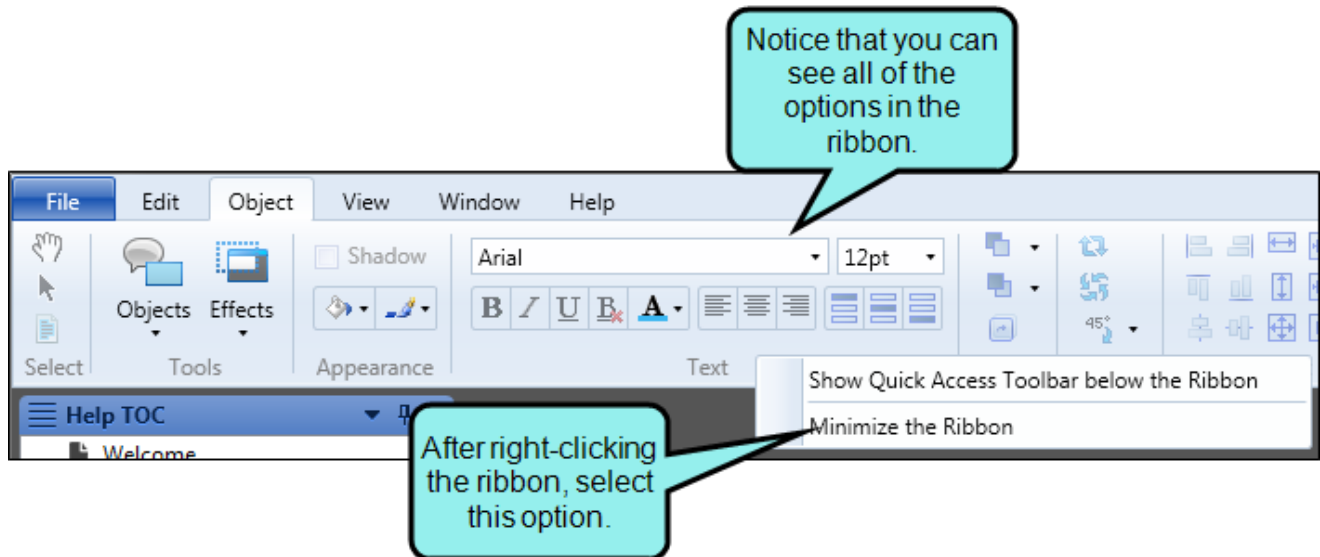 Notice that you can
see all of the
options in the
ribbon.
File Edit Object View Window Help
Shadow Arial 12pt
Objects Effects B I U B A 45°
Select Tools Appearance Text
Show Quick Access Toolbar below the Ribbon
Help TOC
Minimize the Ribbon
Welcome
After right-clicking
the ribbon, select
this option.